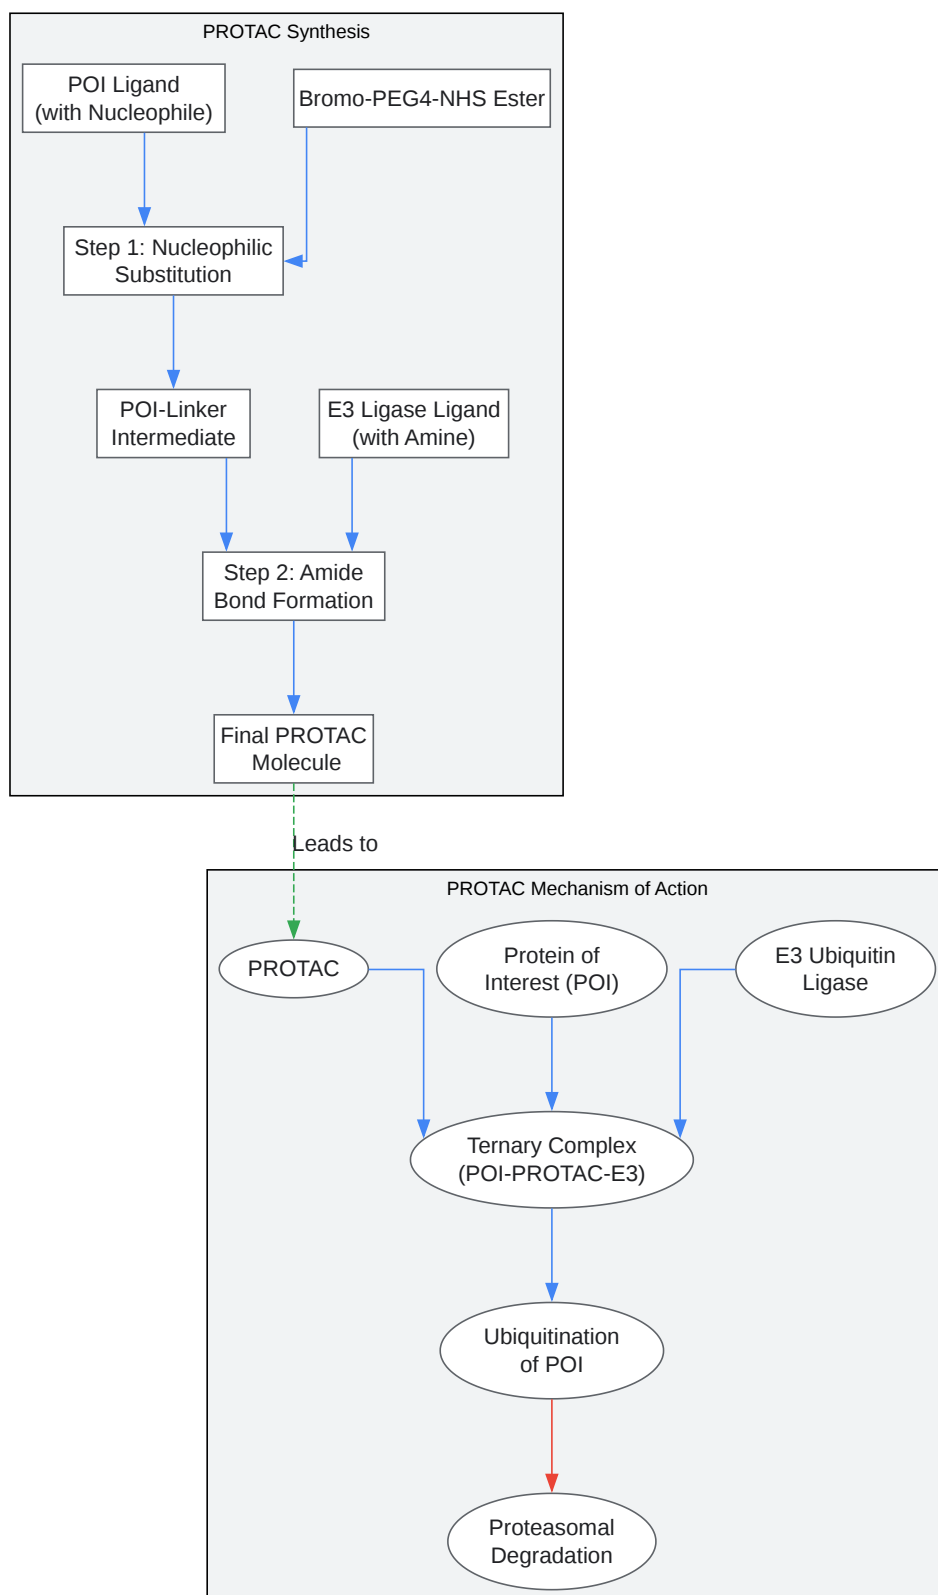 PROTAC Synthesis
POI Ligand
(with Nucleophile)
Bromo-PEG4-NHS Ester
Step 1: Nucleophilic
Substitution
POI-Linker
Intermediate
E3 Ligase Ligand
(with Amine)
Step 2: Amide
Bond Formation
Final PROTAC
Molecule
Leads to
PROTAC Mechanism of Action
PROTAC
Protein of
Interest (POI)
E3 Ubiquitin
Ligase
Ternary Complex
(POI-PROTAC-E3)
Ubiquitination
of POI
Proteasomal
Degradation